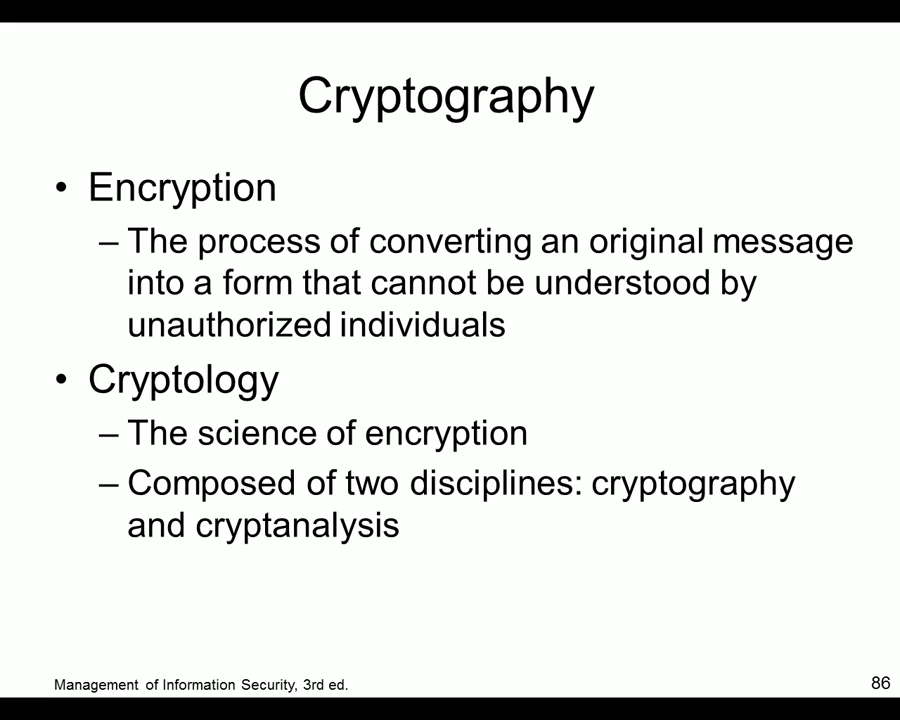 Cryptography
• Encryption
– The process of converting an original message
into a form that cannot be understood by
unauthorized individuals
• Cryptology
– The science of encryption
– Composed of two disciplines: cryptography
and cryptanalysis
Management of Information Security, 3rd ed.
86